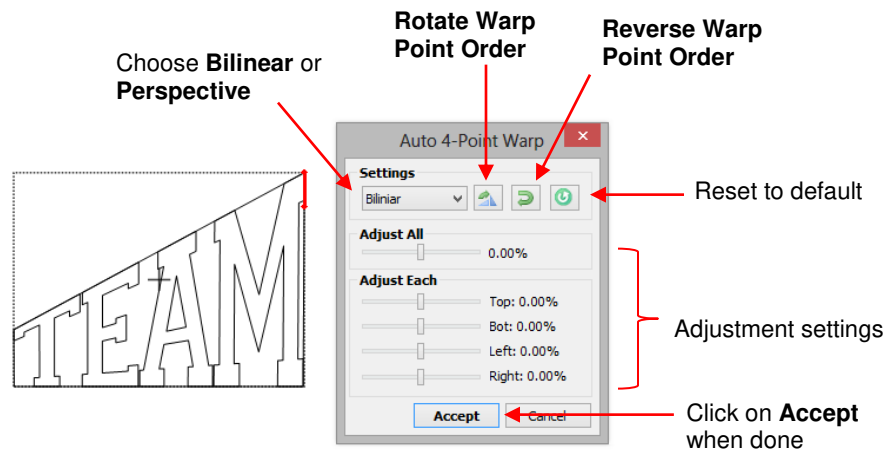 Rotate Warp
Point Order
Reverse Warp
Point Order
Choose Bilinear or
Perspective
Auto 4-Point Warp
Settings
Biliniar
Reset to default
Adjust All
0.00%
Adjust Each
Top: 0.00%
Bot: 0.00%
Left: 0.00%
Right: 0.00%
Adjustment settings
TEAM
Accept
Cancel
Click on Accept
when done